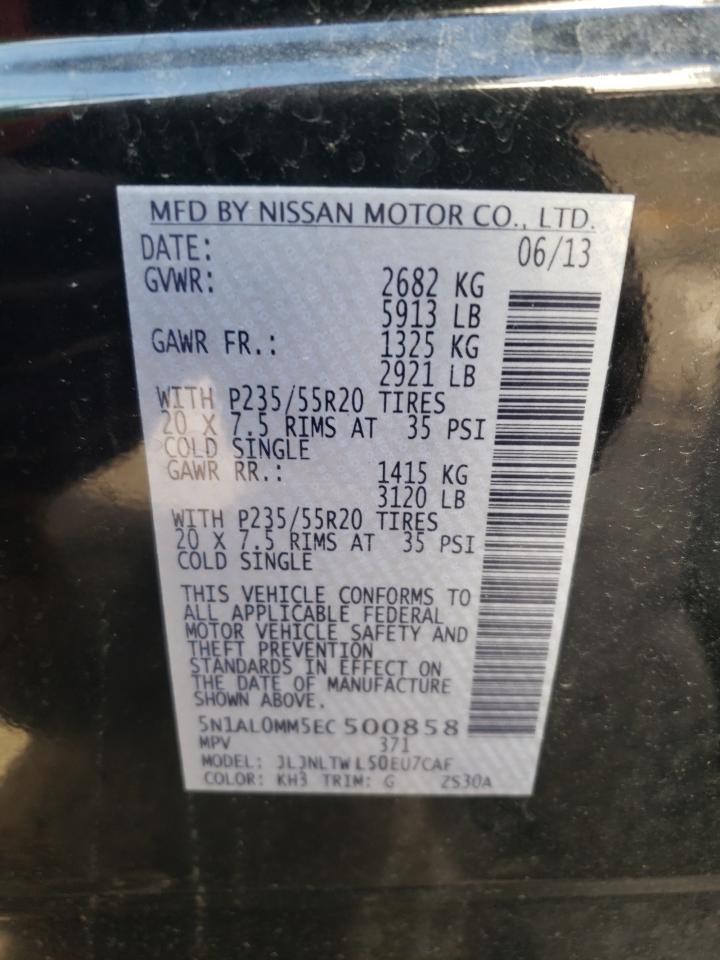 MFD BY NISSAN MOTOR CO., LTD.
DATE: 06/13
GVWR: 2682 KG
5913 LB
GAWR FR.: 1325 KG
2921 LB
WITH P235/55R20 TIRES
20 X 7.5 RIMS AT 35 PSI
COLD SINGLE
GAWR RR.: 1415 KG
3120 LB
WITH P235/55R20 TIRES
20 X 7.5 RIMS AT 35 PSI
COLD SINGLE
THIS VEHICLE CONFORMS TO
ALL APPLICABLE FEDERAL
MOTOR VEHICLE SAFETY AND
THEFT PREVENTION
STANDARDS IN EFFECT ON
THE DATE OF MANUFACTURE
SHOWN ABOVE.
5N1AL0MM5EC 500858
MPV 371
MODEL: JLJNLTWL50EU7CAF
COLOR: KH3 TRIM: G ZS30A